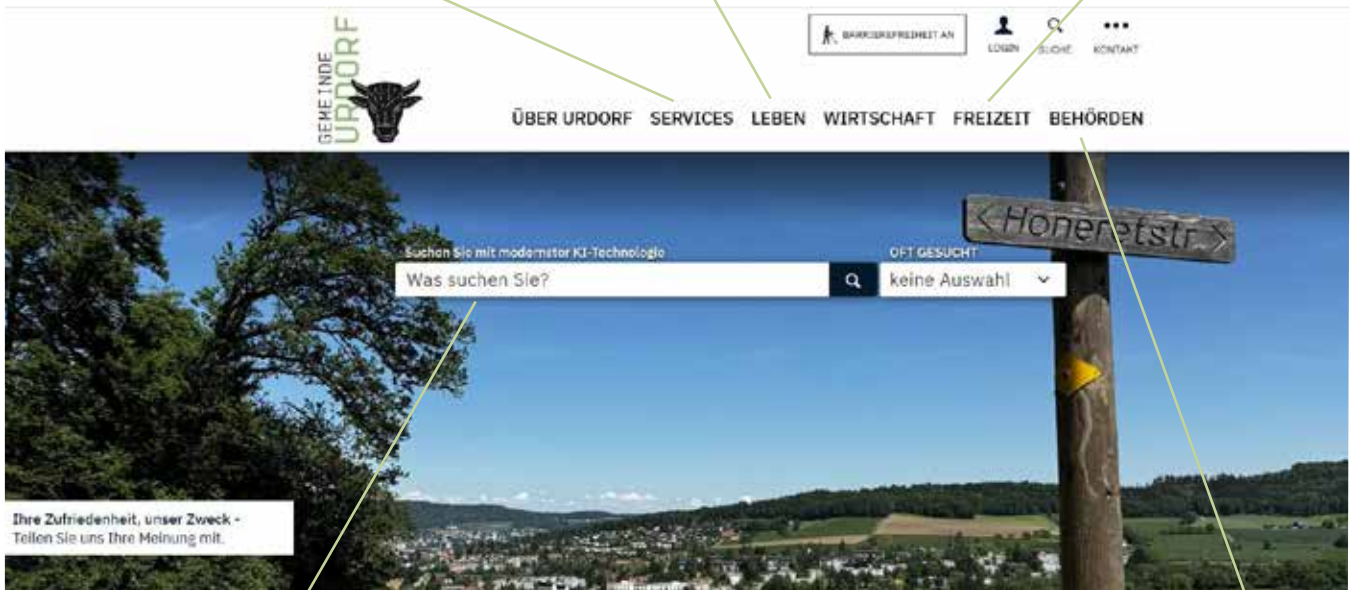 GEMEINDE
URDORF
BARRIEREFREIHEIT AN
LOGIN
SUCHE
KONTAKT
ÜBER URDORF
SERVICES
LEBEN
WIRTSCHAFT
FREIZEIT
BEHÖRDEN
<Honeretstr>
Suchen Sie mit modernster KI-Technologie
Was suchen Sie?
OFT GESUCHT
keine Auswahl
Ihre Zufriedenheit, unser Zweck -
Teilen Sie uns Ihre Meinung mit.